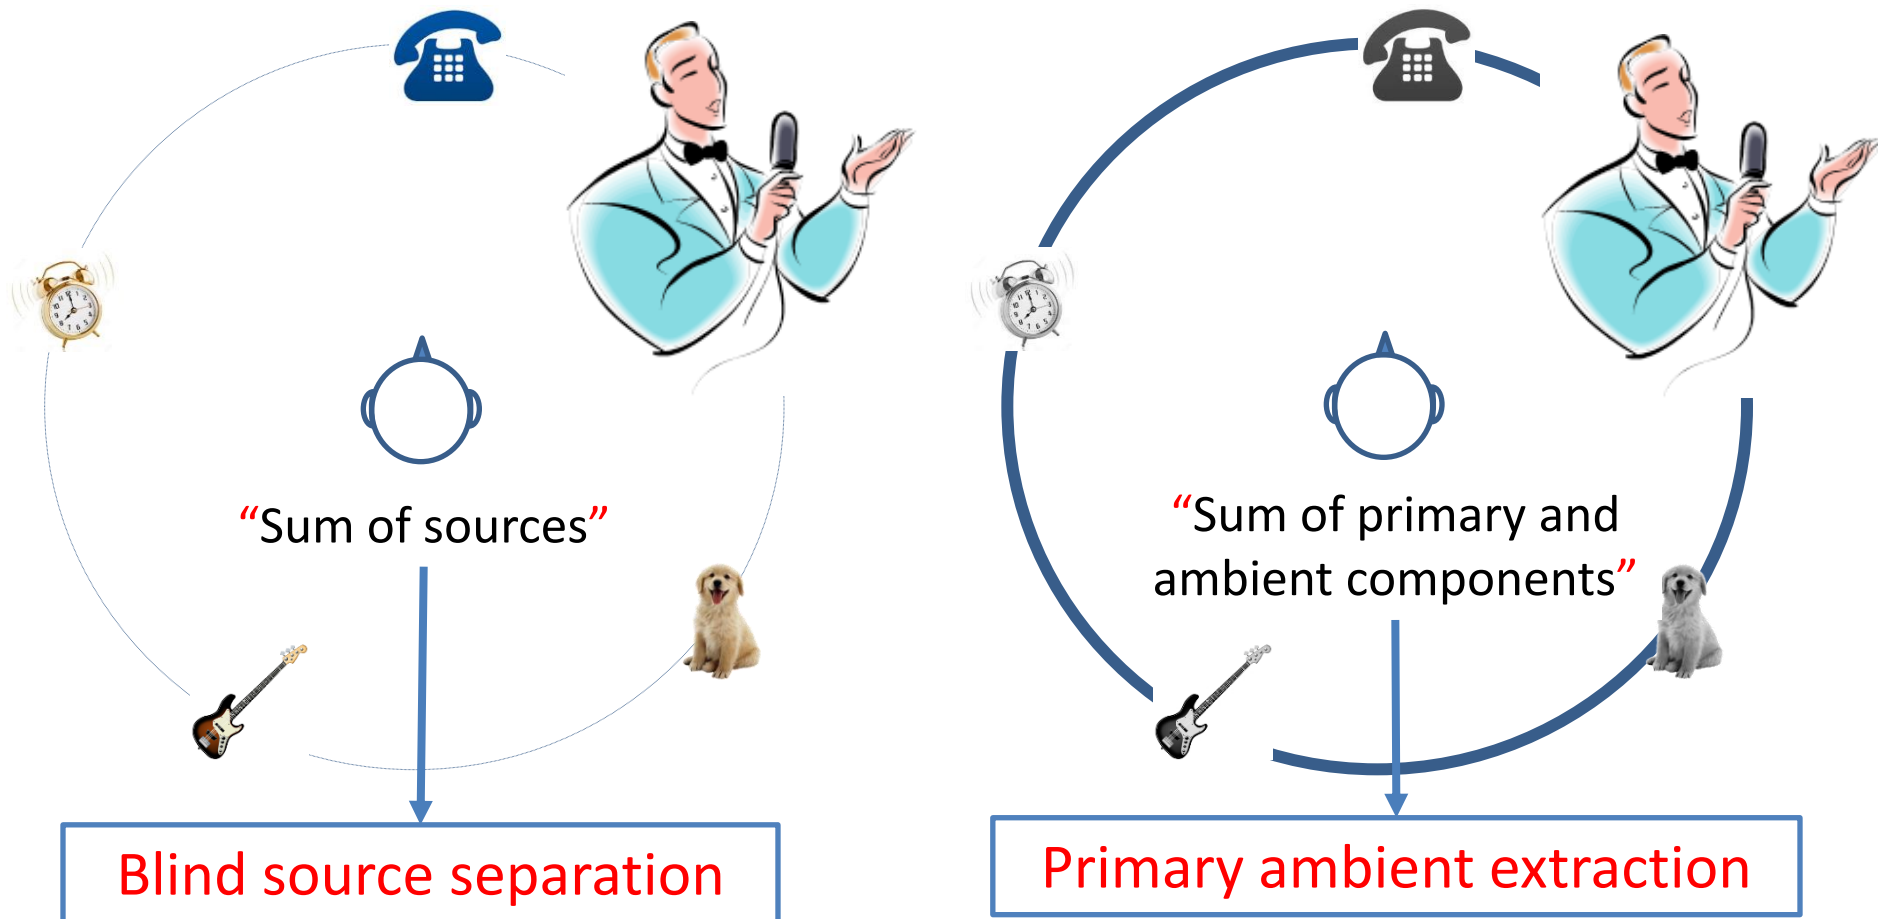 “Sum of sources”
Blind source separation
“Sum of primary and
ambient components”
Primary ambient extraction